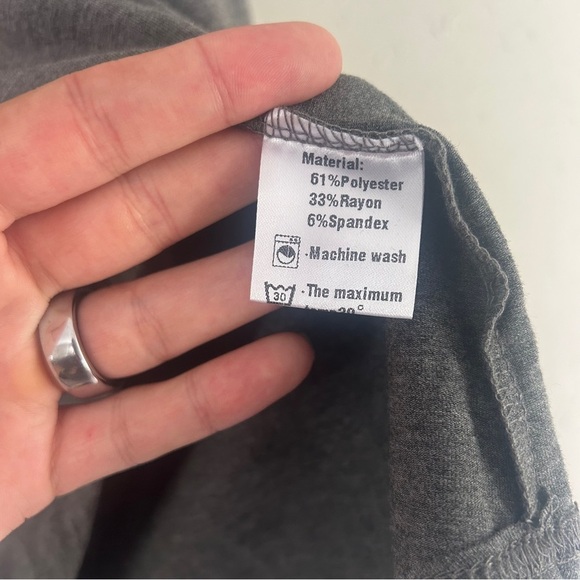 Material:
61%Polyester
33%Rayon
6%Spandex
·Machine wash
30 ·The maximum